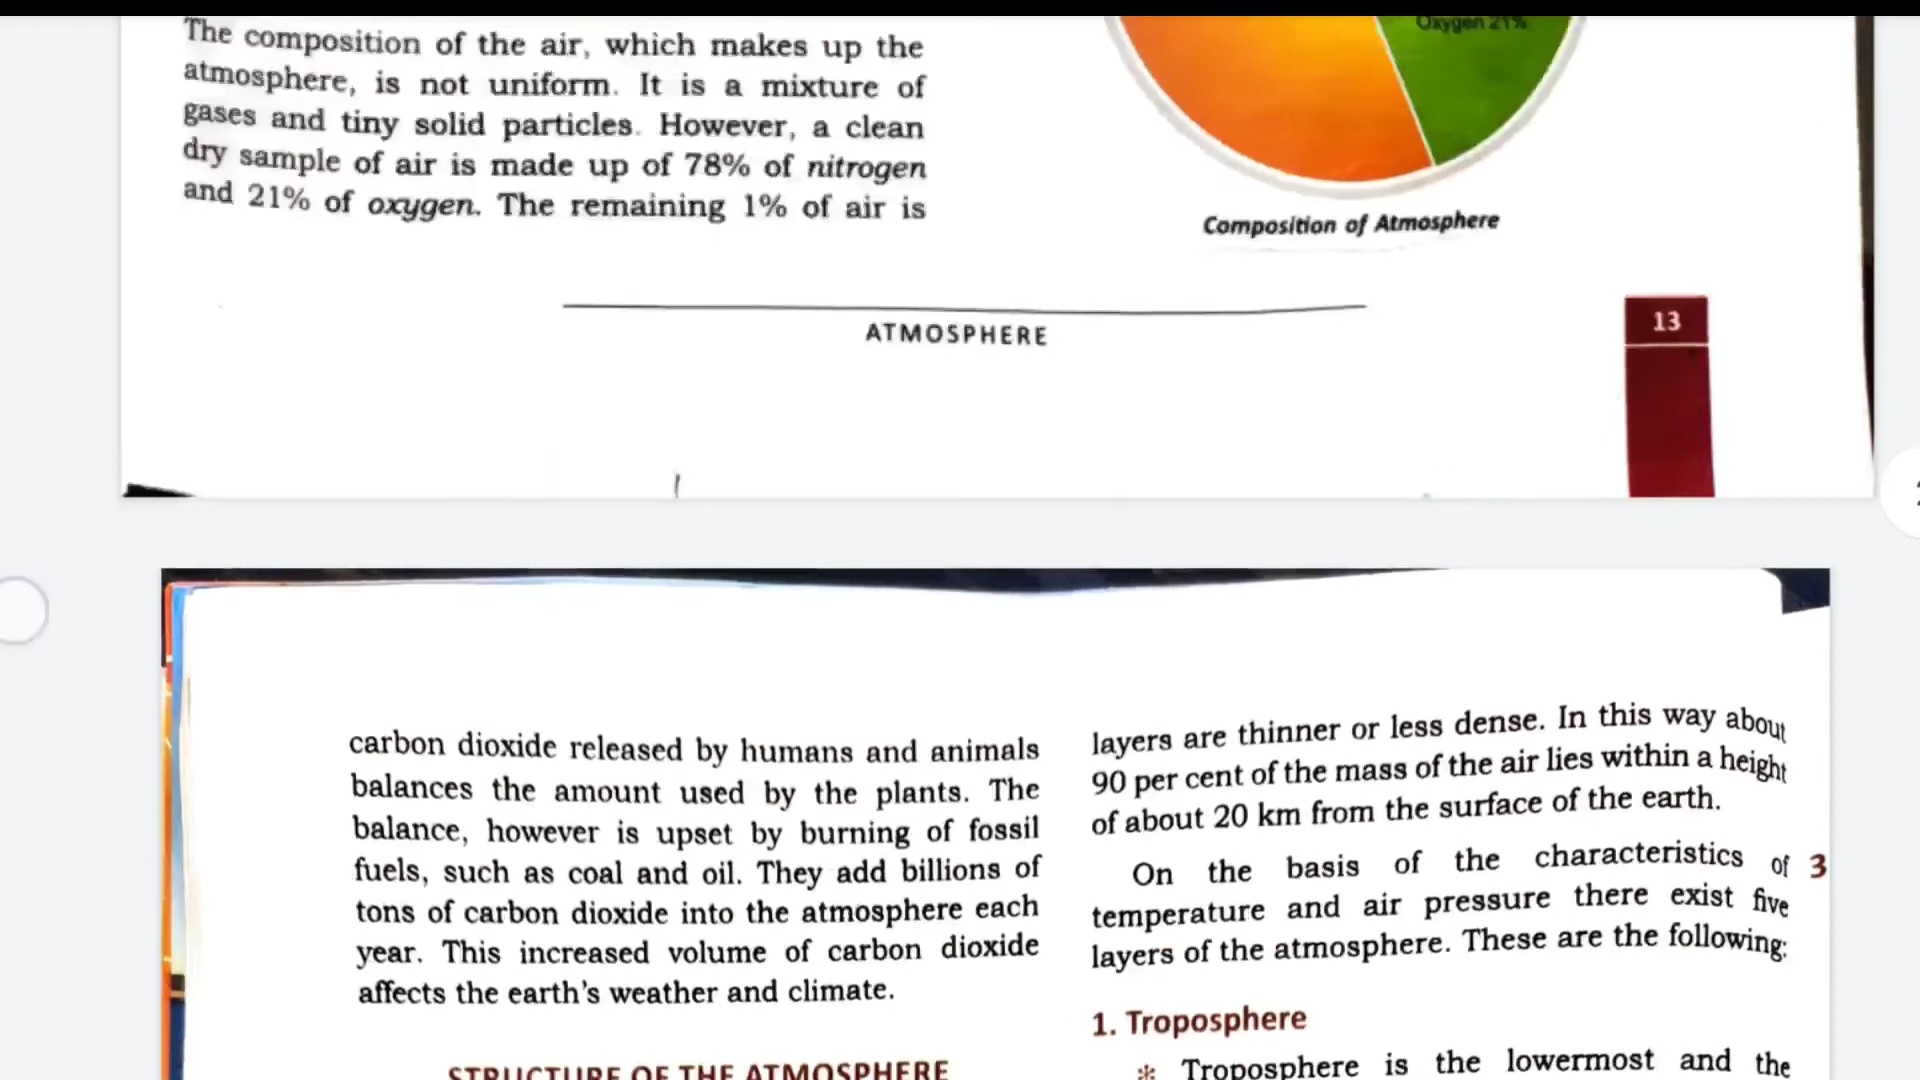 The composition of the air, which makes up the
atmosphere, is not uniform. It is a mixture of
gases and tiny solid particles. However, a clean
dry sample of air is made up of 78% of nitrogen
and 21% of oxygen. The remaining 1% of air is
Oxygen 21%
Composition of Atmosphere
ATMOSPHERE
13
carbon dioxide released by humans and animals
balances the amount used by the plants. The
balance, however is upset by burning of fossil
fuels, such as coal and oil. They add billions of
tons of carbon dioxide into the atmosphere each
year. This increased volume of carbon dioxide
affects the earth's weather and climate.
STRUCTURE OF THE ATMOSPHERE
layers are thinner or less dense. In this way about
90 per cent of the mass of the air lies within a height
of about 20 km from the surface of the earth.
On the basis of the characteristics of 3
temperature and air pressure there exist five
layers of the atmosphere. These are the following:
1. Troposphere
* Troposphere is the lowermost and the